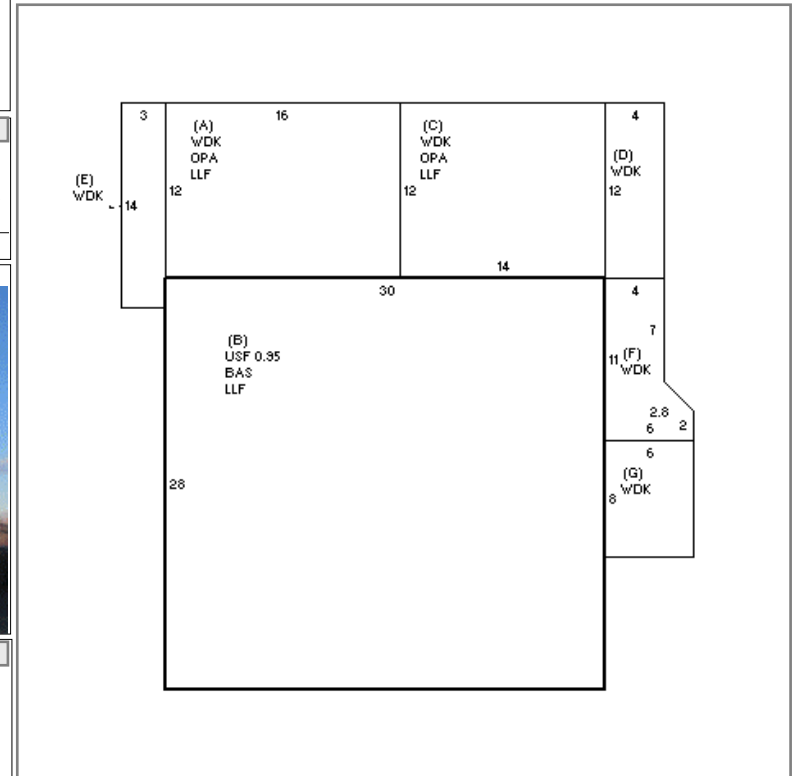 3
16
4
(A)
WDK
OPA
LLF
(C)
WDK
OPA
LLF
(D)
WDK
(E)
WDK
14
12
12
12
14
30
4
7
(B)
USF 0.95
BAS
LLF
11
(F)
WDK
2.8
6
2
6
(G)
WDK
8
28